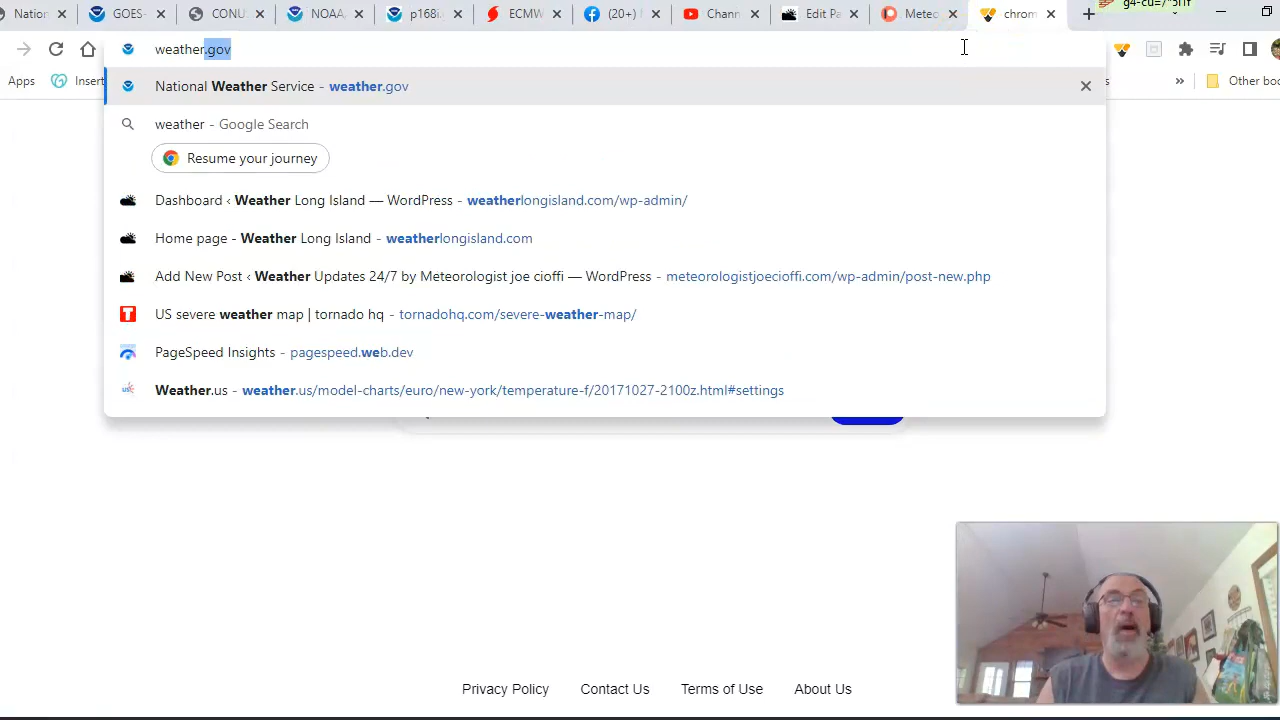 Nation GOES- CONU NOAA p168i ECMW (20+) / Chann Edit Pa Meteo chrom
weather.gov
Apps Insert » Other boo
National Weather Service - weather.gov
weather - Google Search
Resume your journey
Dashboard ‹ Weather Long Island — WordPress - weatherlongisland.com/wp-admin/
Home page - Weather Long Island - weatherlongisland.com
Add New Post ‹ Weather Updates 24/7 by Meteorologist joe cioffi — WordPress - meteorologistjoecioffi.com/wp-admin/post-new.php
US severe weather map | tornado hq - tornadohq.com/severe-weather-map/
PageSpeed Insights - pagespeed.web.dev
Weather.us - weather.us/model-charts/euro/new-york/temperature-f/20171027-2100z.html#settings
Privacy Policy Contact Us Terms of Use About Us